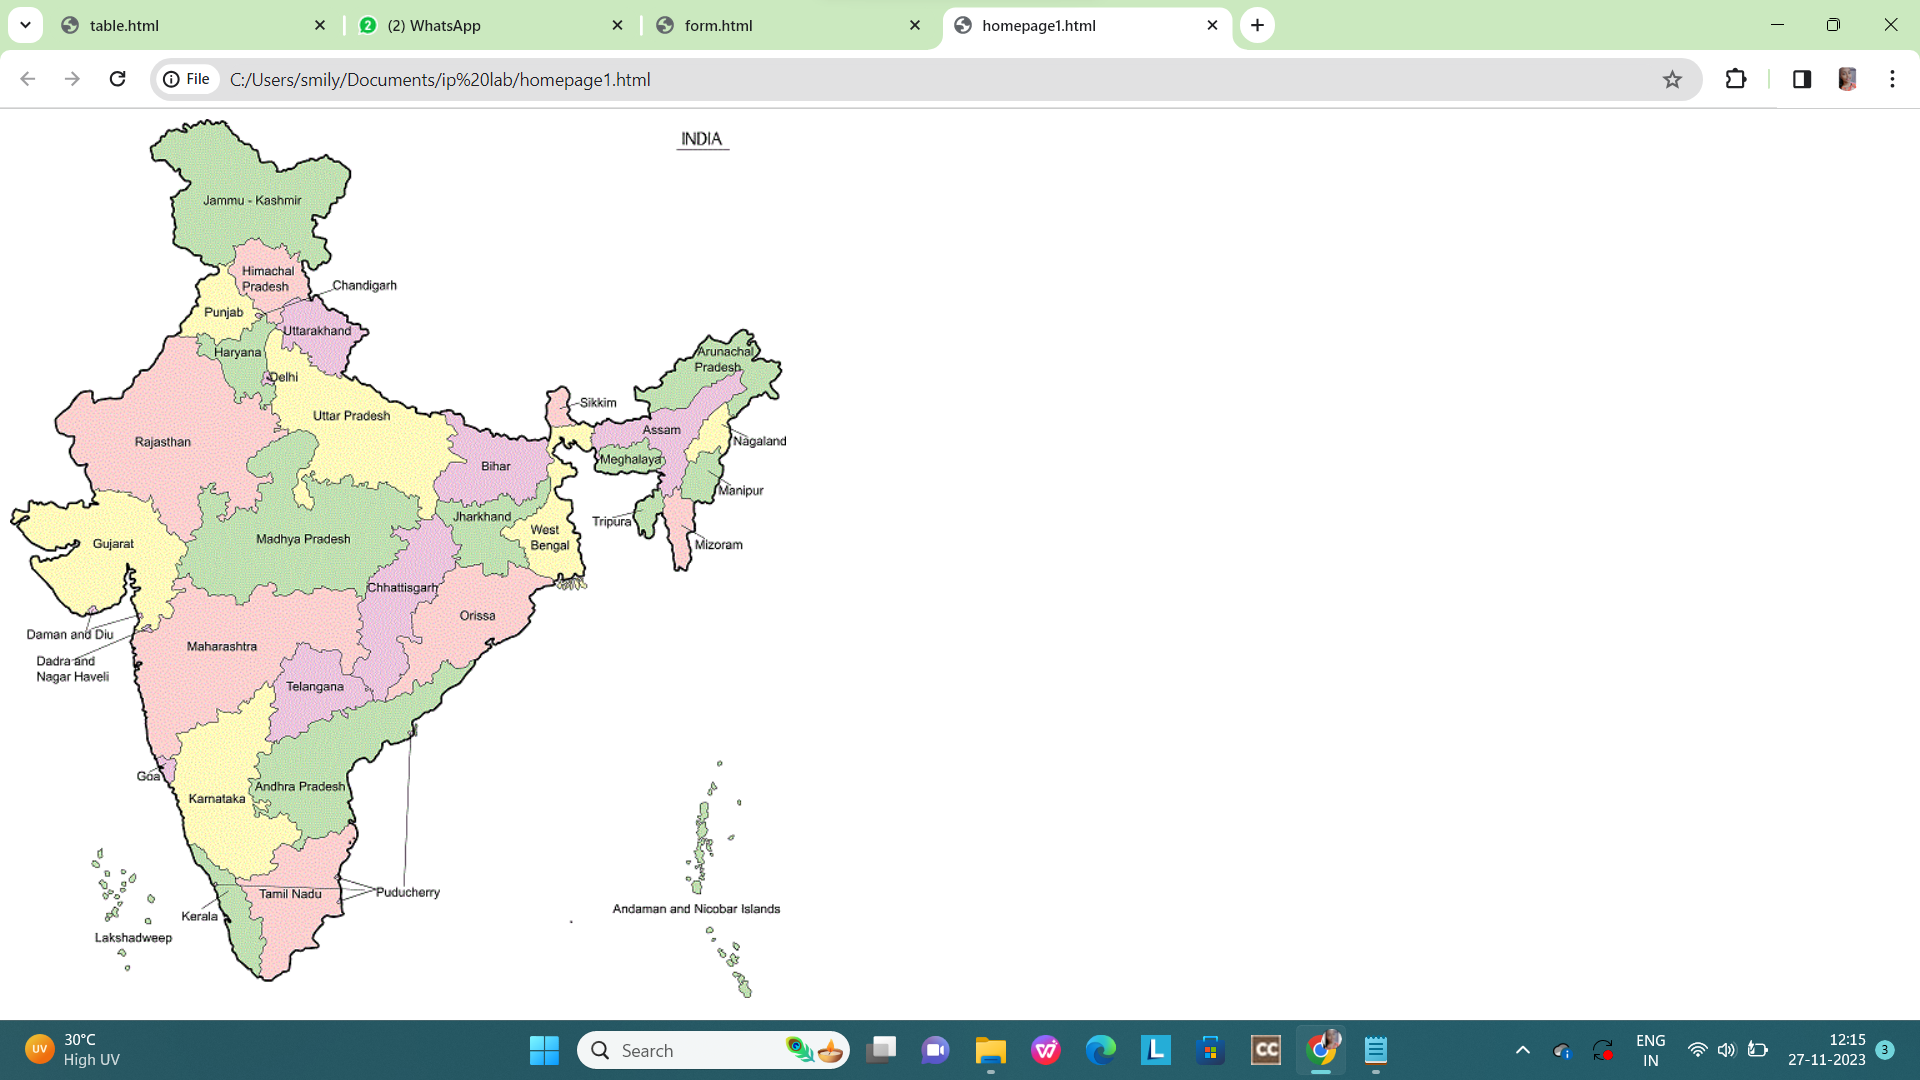 table.html
2
(2) WhatsApp
form.html
homepage1.html
File
C:/Users/smily/Documents/ip%20lab/homepage1.html
INDIA
Jammu - Kashmir
Himachal
Pradesh
Chandigarh
Punjab
Uttarakhand
Haryana
Delhi
Arunachal
Pradesh
Uttar Pradesh
Sikkim
Rajasthan
Assam
Nagaland
Bihar
Meghalaya
Manipur
Jharkhand
Tripura
West
Bengal
Gujarat
Madhya Pradesh
Mizoram
Chhattisgarh
Orissa
Daman and Diu
Maharashtra
Dadra and
Nagar Haveli
Telangana
Goa
Andhra Pradesh
Karnataka
Puducherry
Tamil Nadu
Kerala
Andaman and Nicobar Islands
Lakshadweep
UV
30°C
High UV
Search
L
CC
ENG
IN
12:15
27-11-2023
3